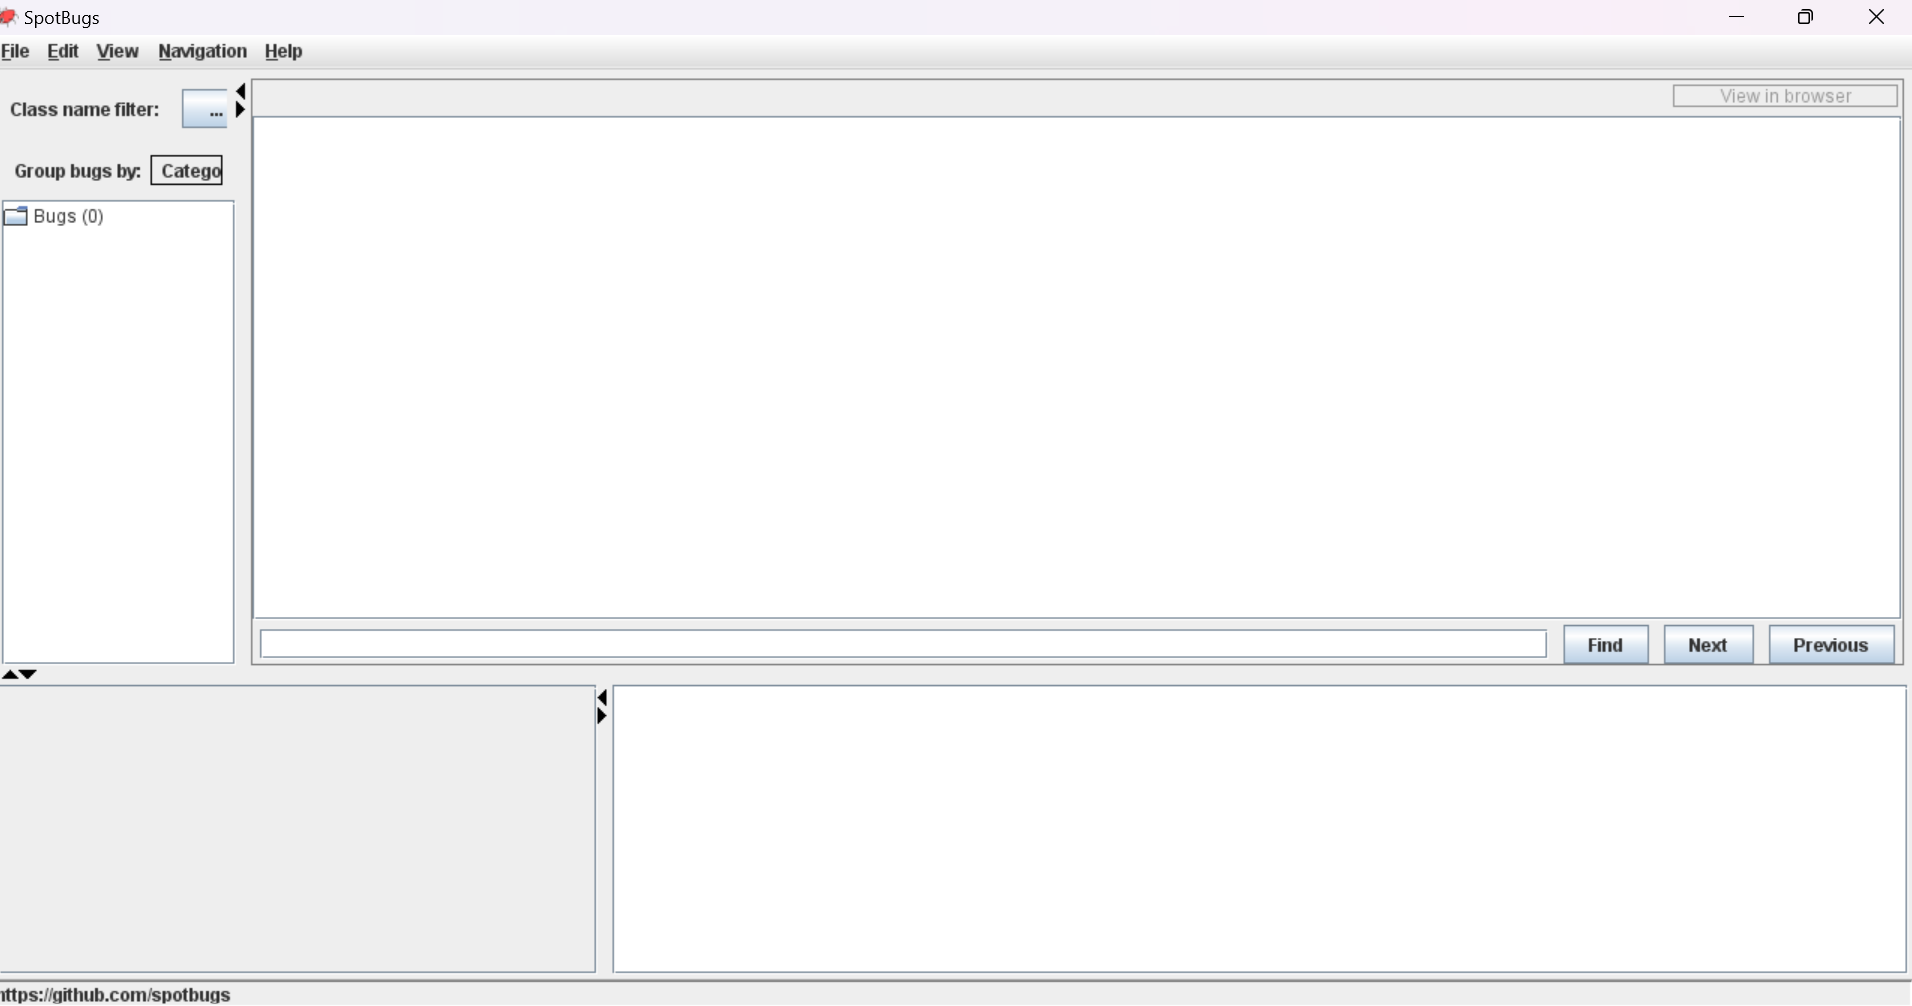 SpotBugs
File Edit View Navigation Help
Class name filter: ...
View in browser
Group bugs by: Catego
Bugs (0)
Find Next Previous
https://github.com/spotbugs